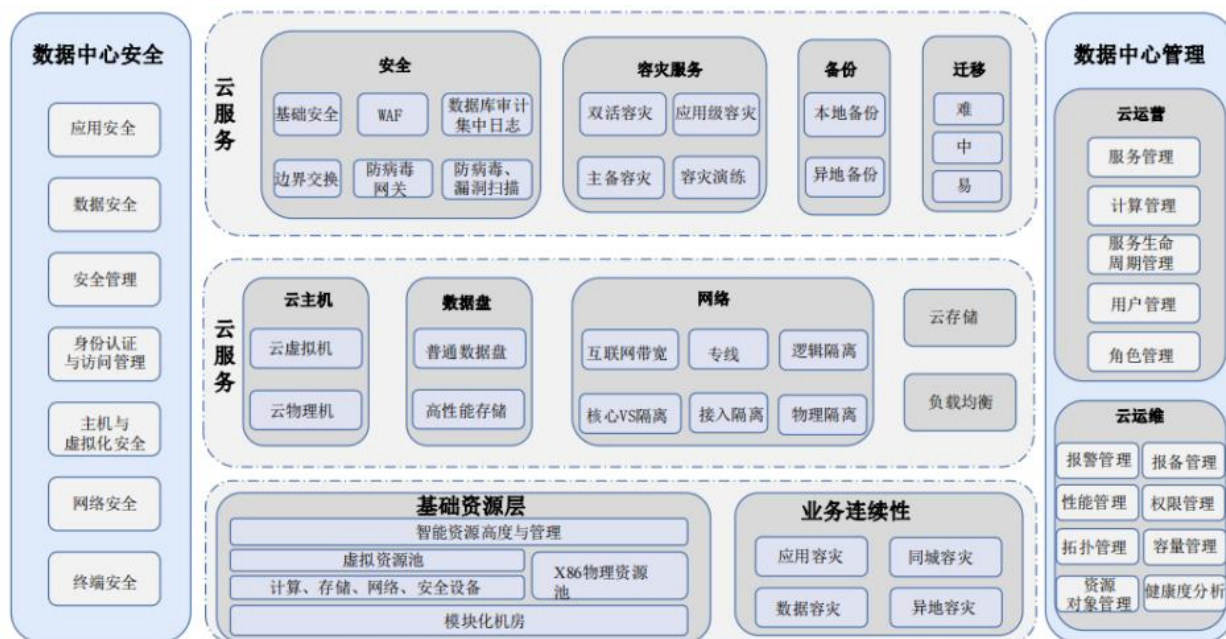 数据中心安全
应用安全
数据安全
安全管理
身份认证
与访问管理
主机与
虚拟化安全
网络安全
终端安全
云服务
安全
基础安全
WAF
数据库审计
集中日志
边界交换
防病毒
网关
防病毒、
漏洞扫描
容灾服务
双活容灾
应用级容灾
主备容灾
容灾演练
备份
本地备份
异地备份
迁移
难
中
易
云服务
云主机
云虚拟机
云物理机
数据盘
普通数据盘
高性能存储
网络
互联网带宽
专线
逻辑隔离
核心VS隔离
接入隔离
物理隔离
云存储
负载均衡
基础资源层
智能资源高度与管理
虚拟资源池
计算、存储、网络、安全设备
X86物理资源
池
模块化机房
业务连续性
应用容灾
同城容灾
数据容灾
异地容灾
数据中心管理
云运营
服务管理
计算管理
服务生命
周期管理
用户管理
角色管理
云运维
报警管理
报备管理
性能管理
权限管理
拓扑管理
容量管理
资源
对象管理
健康度分析